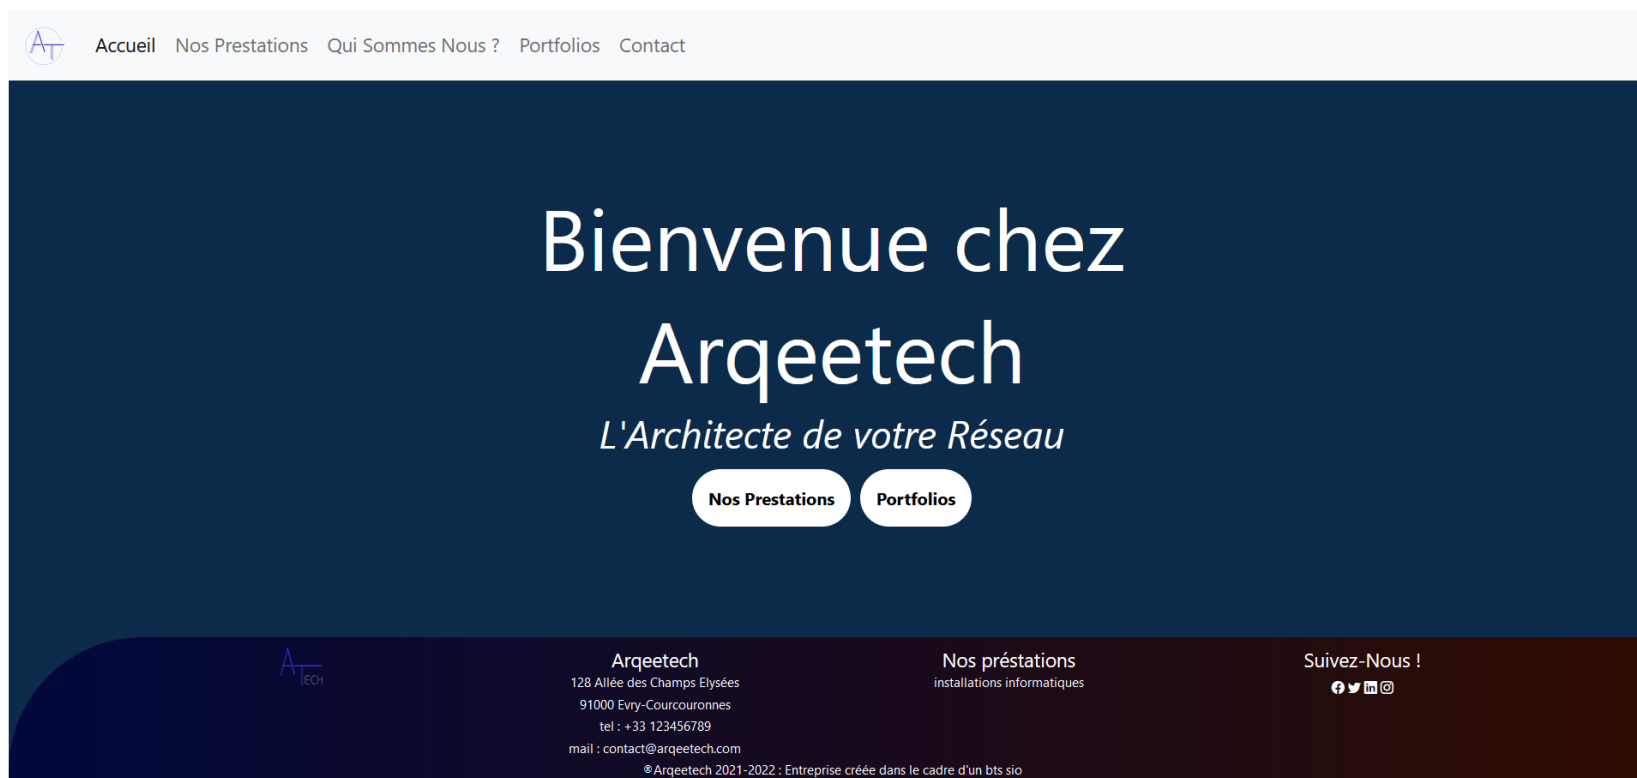 AT
Accueil Nos Prestations Qui Sommes Nous ? Portfolios Contact
Bienvenue chez
Arqeetech
L'Architecte de votre Réseau
Nos Prestations Portfolios
ATECH
Arqeetech
128 Allée des Champs Elysées
91000 Evry-Courcouronnes
tel : +33 123456789
mail : contact@arqeetech.com
Nos préstations
installations informatiques
Suivez-Nous !
®Arqeetech 2021-2022 : Entreprise créée dans le cadre d'un bts sio